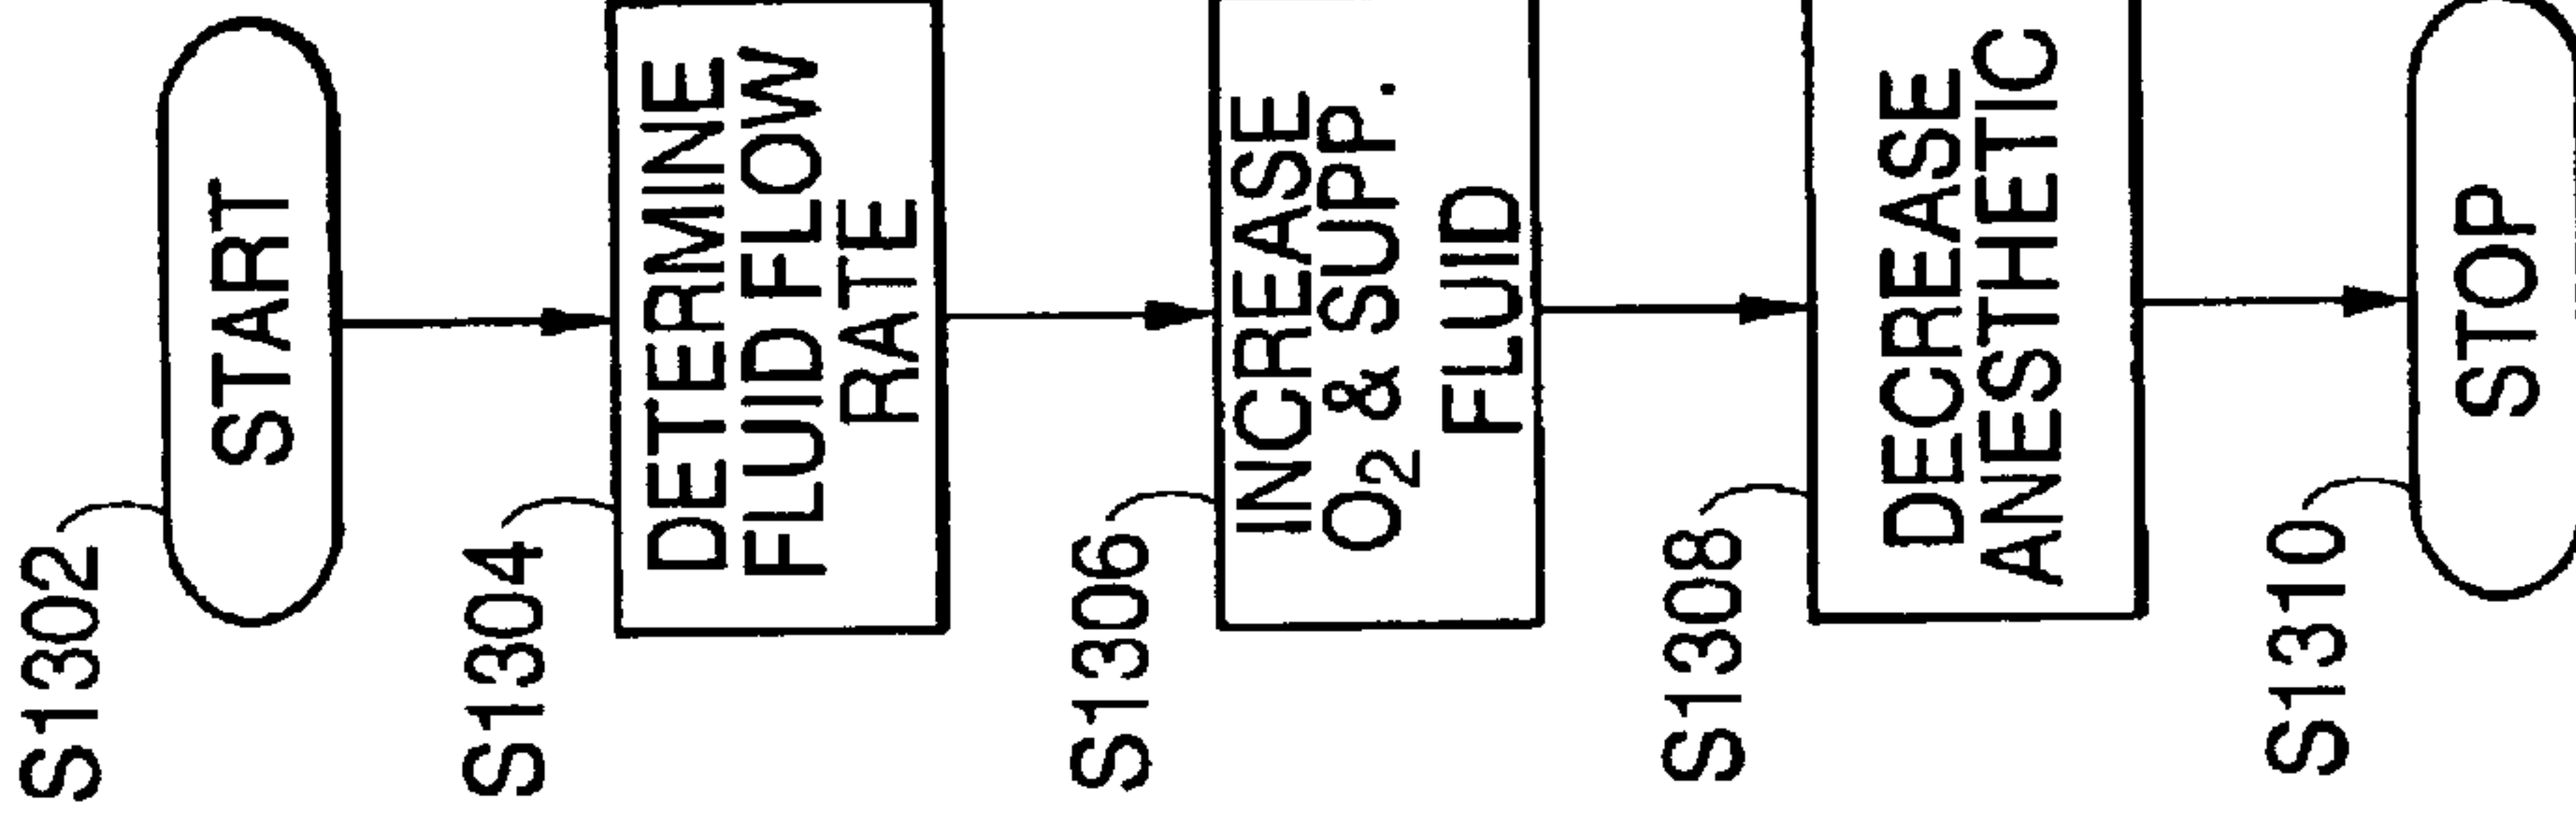 S1302
START
S1304
DETERMINE
FLUID FLOW
RATE
S1306
INCREASE
O₂ & SUPP.
FLUID
S1308
DECREASE
ANESTHETIC
S1310
STOP